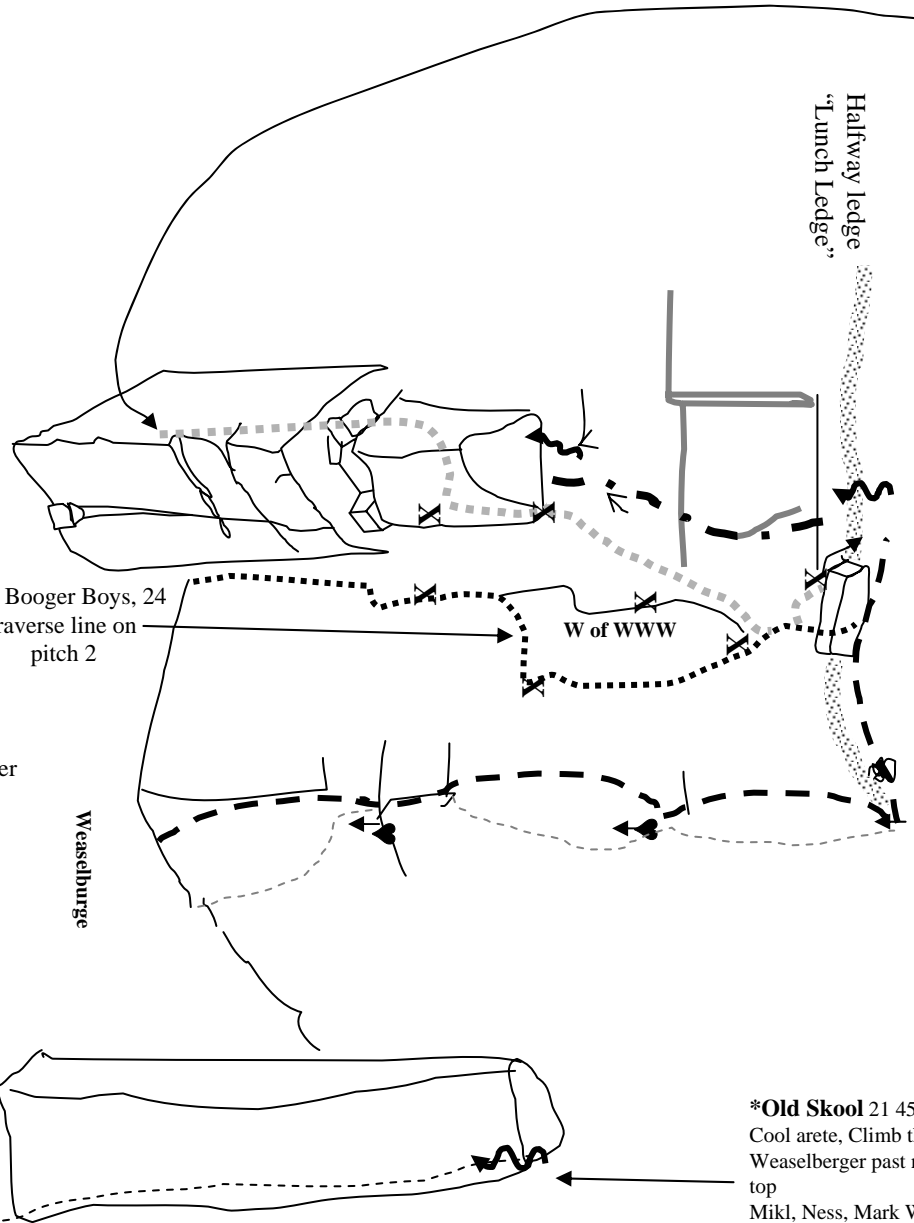 Halfway ledge
“Lunch Ledge”
Booger Boys, 24
raverse line on
pitch 2
W of WWW
er
Weaselburge
*Old Skool 21 45
Cool arete, Climb t
Weaselberger past
top
Mikl, Ness, Mark W